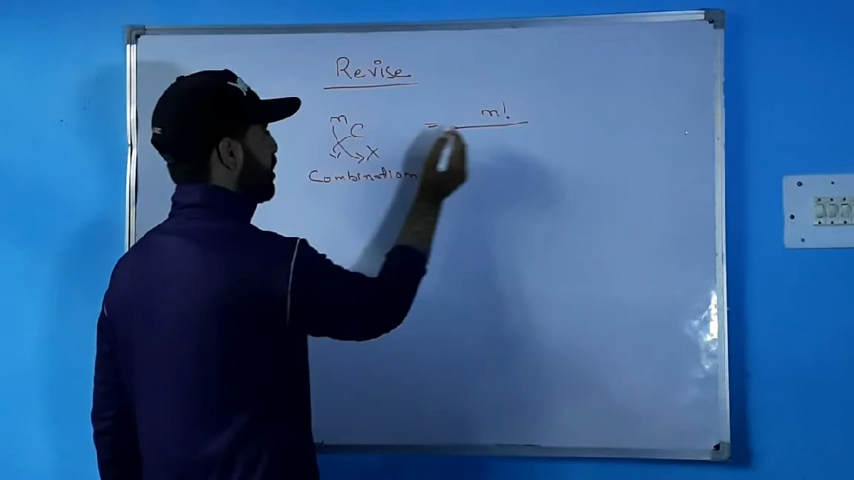 Revise
nCx = n!
Combination